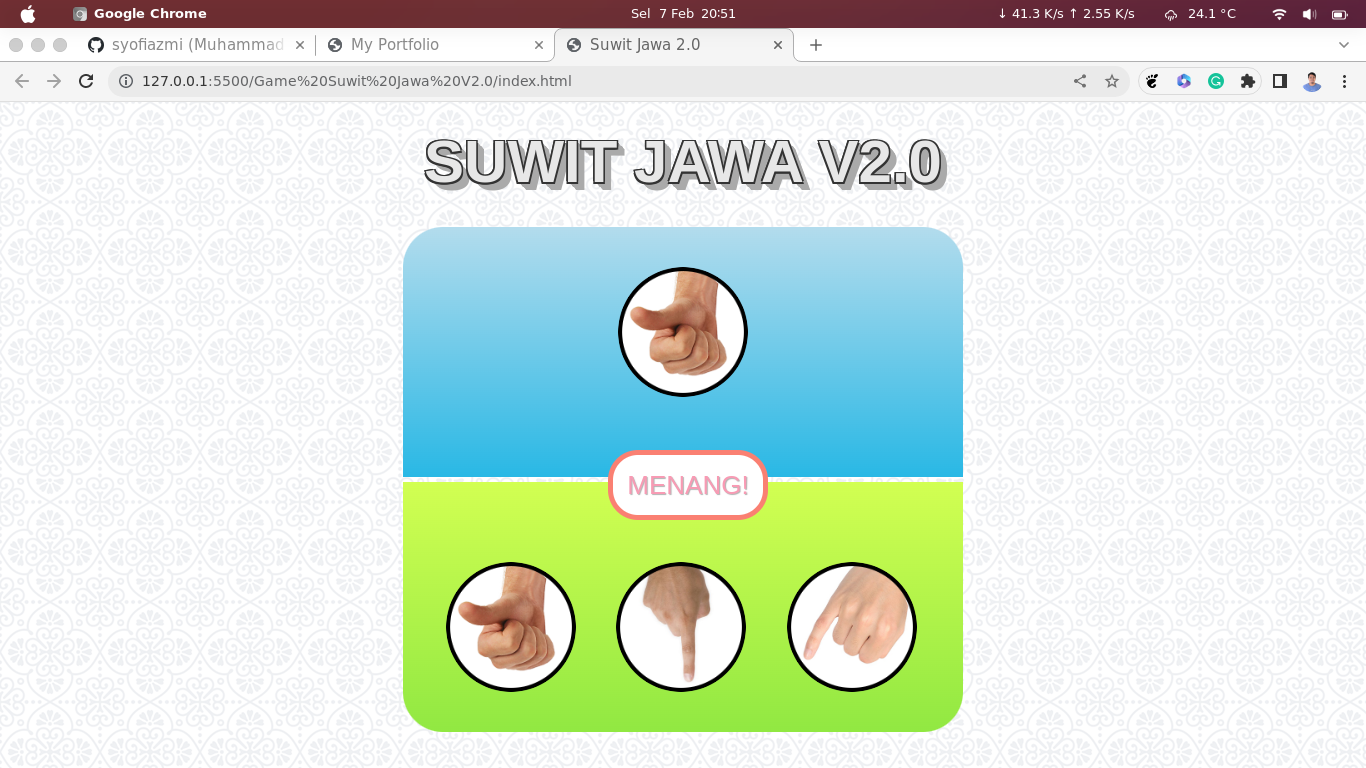 Google Chrome
Sel 7 Feb 20:51
↓ 41.3 K/s ↑ 2.55 K/s
24.1 °C
syofiazmi (Muhammad
My Portfolio
Suwit Jawa 2.0
127.0.0.1:5500/Game%20Suwit%20Jawa%20V2.0/index.html
SUWIT JAWA V2.0
MENANG!